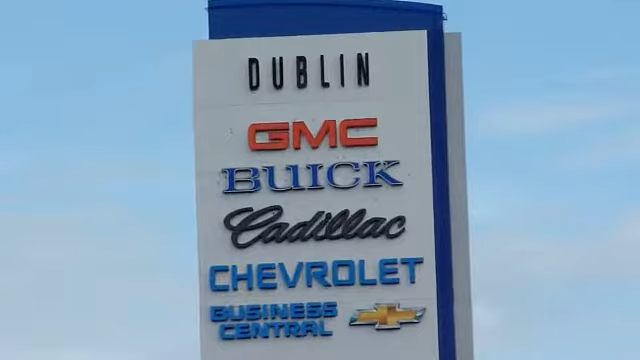 DUBLIN
GMC
BUICK
Cadillac
CHEVROLET
BUSINESS
CENTRAL